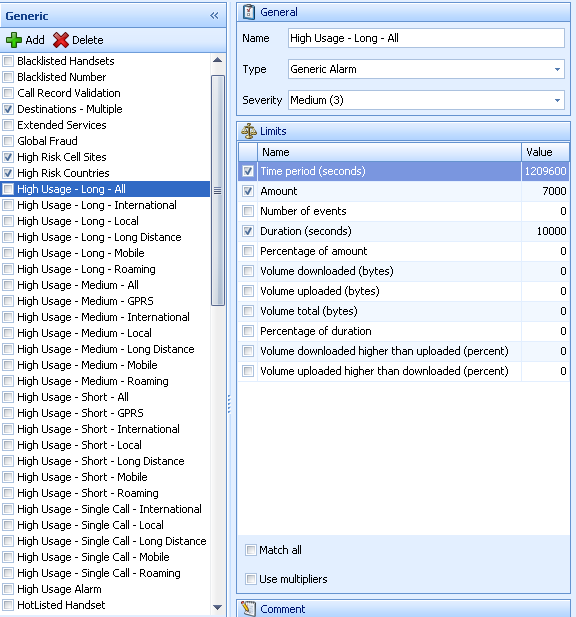 Generic
Add Delete
Blacklisted Handsets
Blacklisted Number
Call Record Validation
Destinations - Multiple
Extended Services
Global Fraud
High Risk Cell Sites
High Risk Countries
High Usage - Long - All
High Usage - Long - International
High Usage - Long - Local
High Usage - Long - Long Distance
High Usage - Long - Mobile
High Usage - Long - Roaming
High Usage - Medium - All
High Usage - Medium - GPRS
High Usage - Medium - International
High Usage - Medium - Local
High Usage - Medium - Long Distance
High Usage - Medium - Mobile
High Usage - Medium - Roaming
High Usage - Short - All
High Usage - Short - GPRS
High Usage - Short - International
High Usage - Short - Local
High Usage - Short - Long Distance
High Usage - Short - Mobile
High Usage - Short - Roaming
High Usage - Single Call - International
High Usage - Single Call - Local
High Usage - Single Call - Long Distance
High Usage - Single Call - Mobile
High Usage - Single Call - Roaming
High Usage Alarm
HotListed Handset
General
Name High Usage - Long - All
Type Generic Alarm
Severity Medium (3)
Limits
Name Value
Time period (seconds) 1209600
Amount 7000
Number of events 0
Duration (seconds) 10000
Percentage of amount 0
Volume downloaded (bytes) 0
Volume uploaded (bytes) 0
Volume total (bytes) 0
Percentage of duration 0
Volume downloaded higher than uploaded (percent) 0
Volume uploaded higher than downloaded (percent) 0
Match all
Use multipliers
Comment